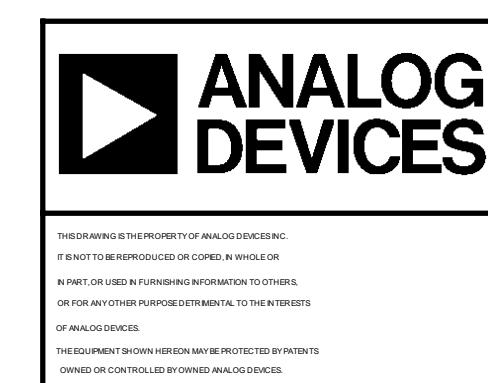 ANALOG
DEVICES
THIS DRAWING IS THE PROPERTY OF ANALOG DEVICES INC.
IT IS NOT TO BE REPRODUCED OR COPIED, IN WHOLE OR
IN PART, OR USED IN FURNISHING INFORMATION TO OTHERS,
OR FOR ANY OTHER PURPOSE DETRIMENTAL TO THE INTERESTS
OF ANALOG DEVICES.
THE EQUIPMENT SHOWN HEREON MAY BE PROTECTED BY PATENTS
OWNED OR CONTROLLED BY OWNED ANALOG DEVICES.